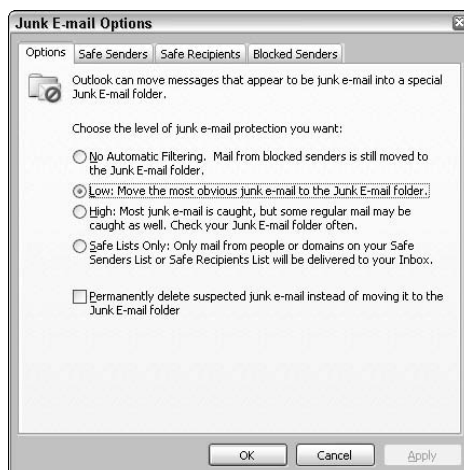 Junk E-mail Options
Options
Safe Senders
Safe Recipients
Blocked Senders
Outlook can move messages that appear to be junk e-mail into a special
Junk E-mail folder.
Choose the level of junk e-mail protection you want:
No Automatic Filtering. Mail from blocked senders is still moved to
the Junk E-mail folder.
Low: Move the most obvious junk e-mail to the Junk E-mail folder.
High: Most junk e-mail is caught, but some regular mail may be
caught as well. Check your Junk E-mail folder often.
Safe Lists Only: Only mail from people or domains on your Safe
Senders List or Safe Recipients List will be delivered to your Inbox.
Permanently delete suspected junk e-mail instead of moving it to the
Junk E-mail folder
OK
Cancel
Apply